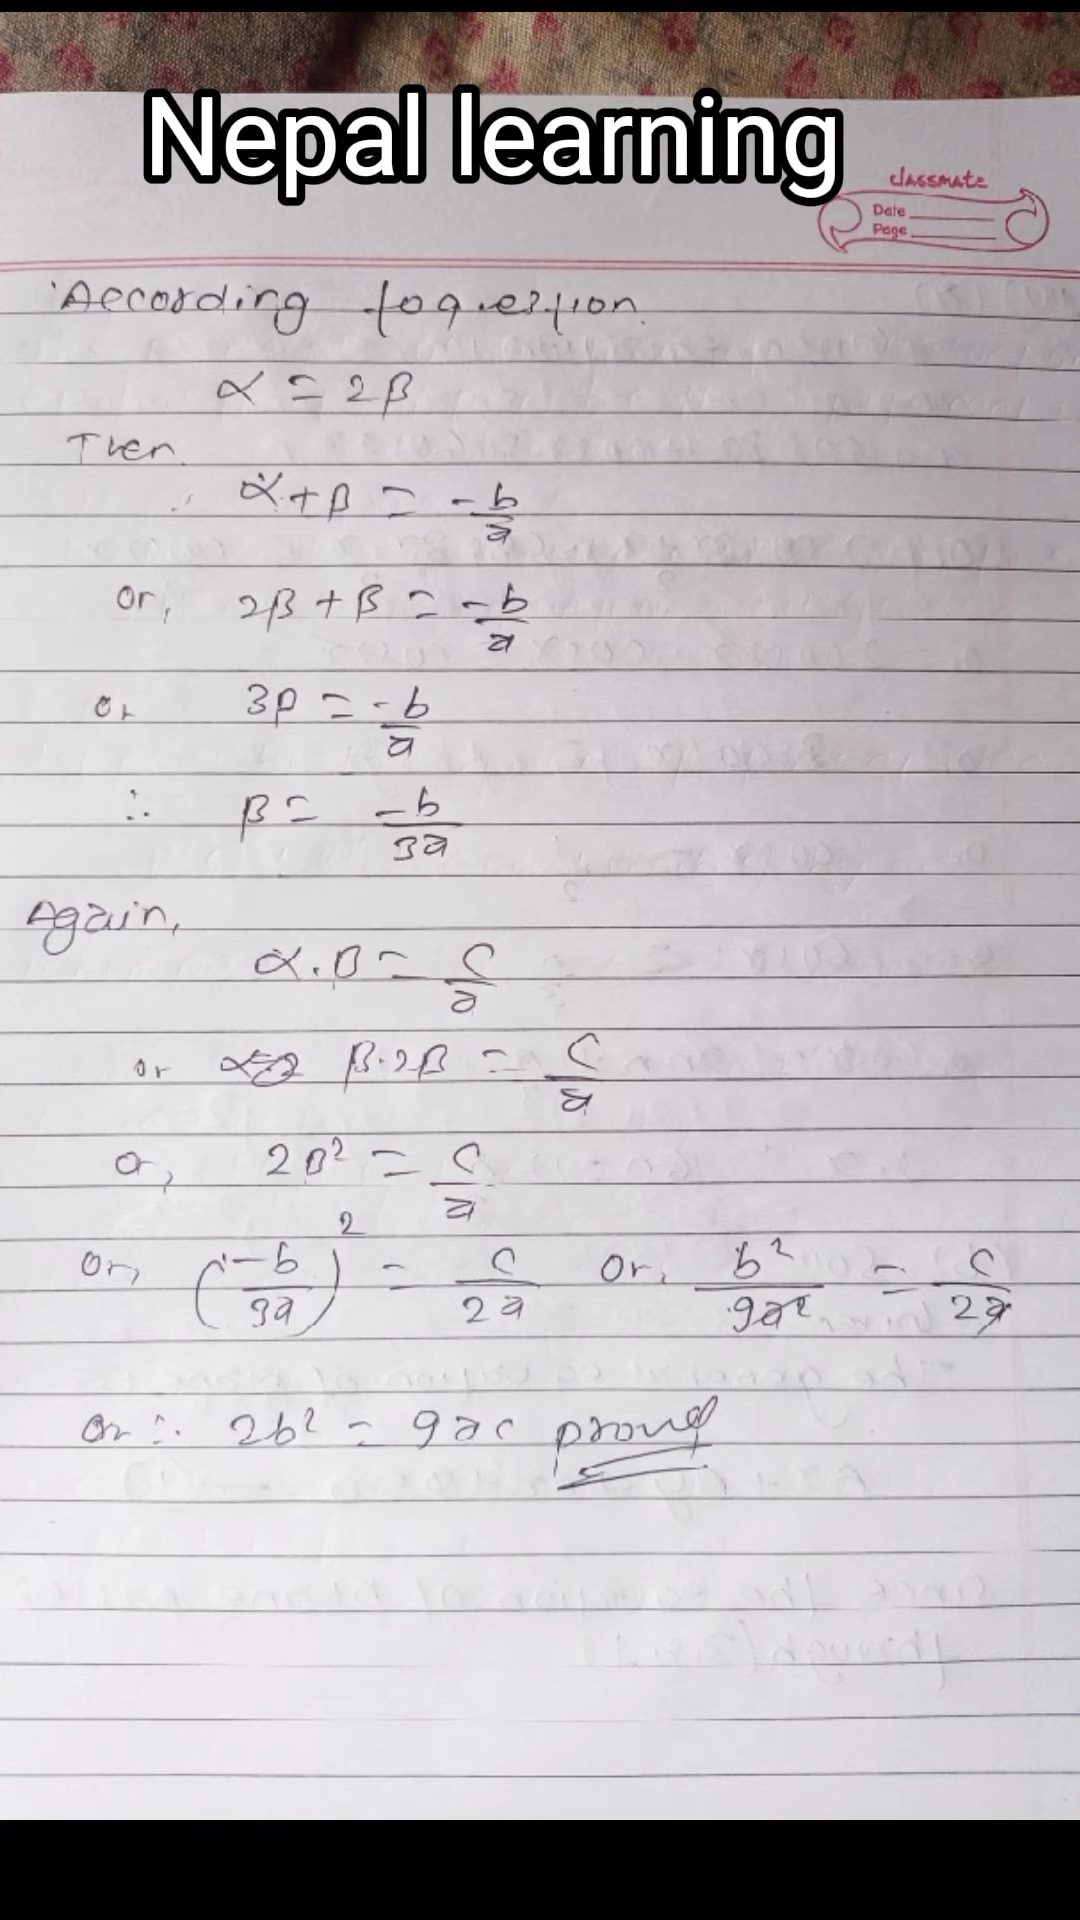 Nepal learning
classmate
Date
Page
According to question.
α = 2β
Then
α + β = -b/a
or, 2β + β = -b/a
or 3β = -b/a
∴ β = -b/3a
Again,
α . β = c/a
or β . 2β = c/a
or, 2β² = c/a
or, (-b/3a)² = c/2a or, b²/9a² = c/2a
or ∴ 2b² = 9ac proved